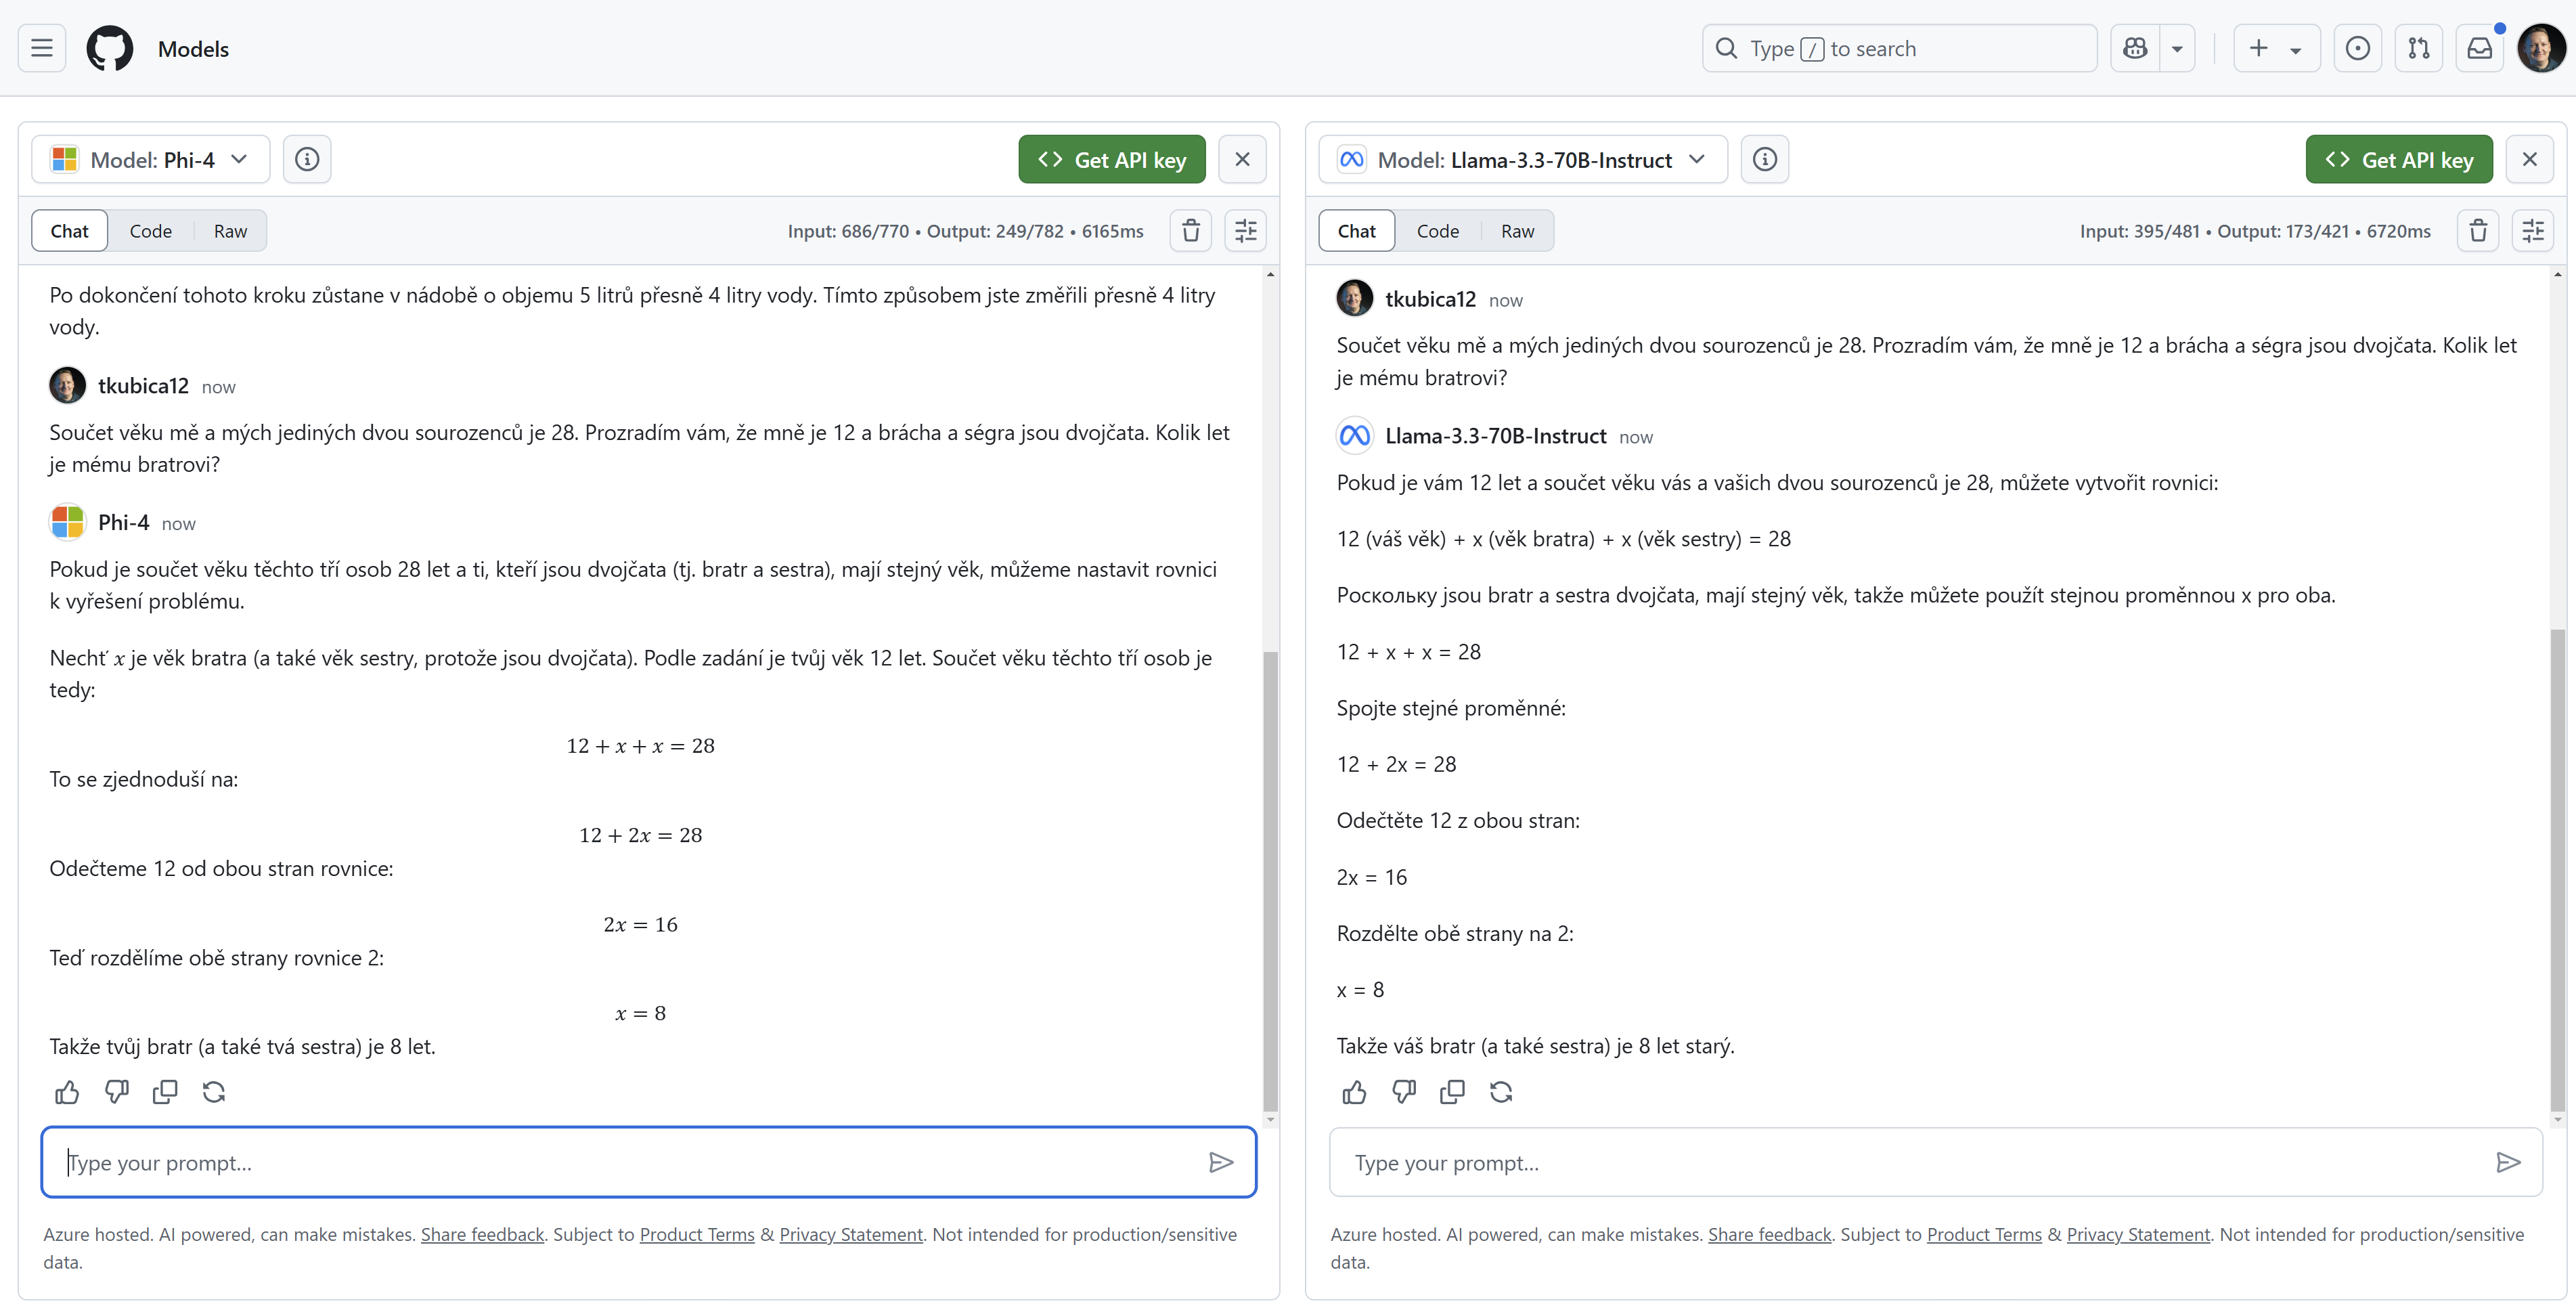 Models
Type / to search
Model: Phi-4
Get API key
Chat
Code
Raw
Input: 686/770 • Output: 249/782 • 6165ms
Po dokončení tohoto kroku zůstane v nádobě o objemu 5 litrů přesně 4 litry vody. Tímto způsobem jste změřili přesně 4 litry
vody.
tkubica12 now
Součet věku mě a mých jediných dvou sourozenců je 28. Prozradím vám, že mně je 12 a brácha a ségra jsou dvojčata. Kolik let
je mému bratrovi?
Phi-4 now
Pokud je součet věku těchto tří osob 28 let a ti, kteří jsou dvojčata (tj. bratr a sestra), mají stejný věk, můžeme nastavit rovnici
k vyřešení problému.
Nechť x je věk bratra (a také věk sestry, protože jsou dvojčata). Podle zadání je tvůj věk 12 let. Součet věku těchto tří osob je
tedy:
12 + x + x = 28
To se zjednoduší na:
12 + 2x = 28
Odečteme 12 od obou stran rovnice:
2x = 16
Teď rozdělíme obě strany rovnice 2:
x = 8
Takže tvůj bratr (a také tvá sestra) je 8 let.
Type your prompt...
Azure hosted. AI powered, can make mistakes. Share feedback. Subject to Product Terms & Privacy Statement. Not intended for production/sensitive
data.
Model: Llama-3.3-70B-Instruct
Get API key
Chat
Code
Raw
Input: 395/481 • Output: 173/421 • 6720ms
tkubica12 now
Součet věku mě a mých jediných dvou sourozenců je 28. Prozradím vám, že mně je 12 a brácha a ségra jsou dvojčata. Kolik let
je mému bratrovi?
Llama-3.3-70B-Instruct now
Pokud je vám 12 let a součet věku vás a vašich dvou sourozenců je 28, můžete vytvořit rovnici:
12 (váš věk) + x (věk bratra) + x (věk sestry) = 28
Роскольку jsou bratr a sestra dvojčata, mají stejný věk, takže můžete použít stejnou proměnnou x pro oba.
12 + x + x = 28
Spojte stejné proměnné:
12 + 2x = 28
Odečtěte 12 z obou stran:
2x = 16
Rozdělte obě strany na 2:
x = 8
Takže váš bratr (a také sestra) je 8 let starý.
Type your prompt...
Azure hosted. AI powered, can make mistakes. Share feedback. Subject to Product Terms & Privacy Statement. Not intended for production/sensitive
data.